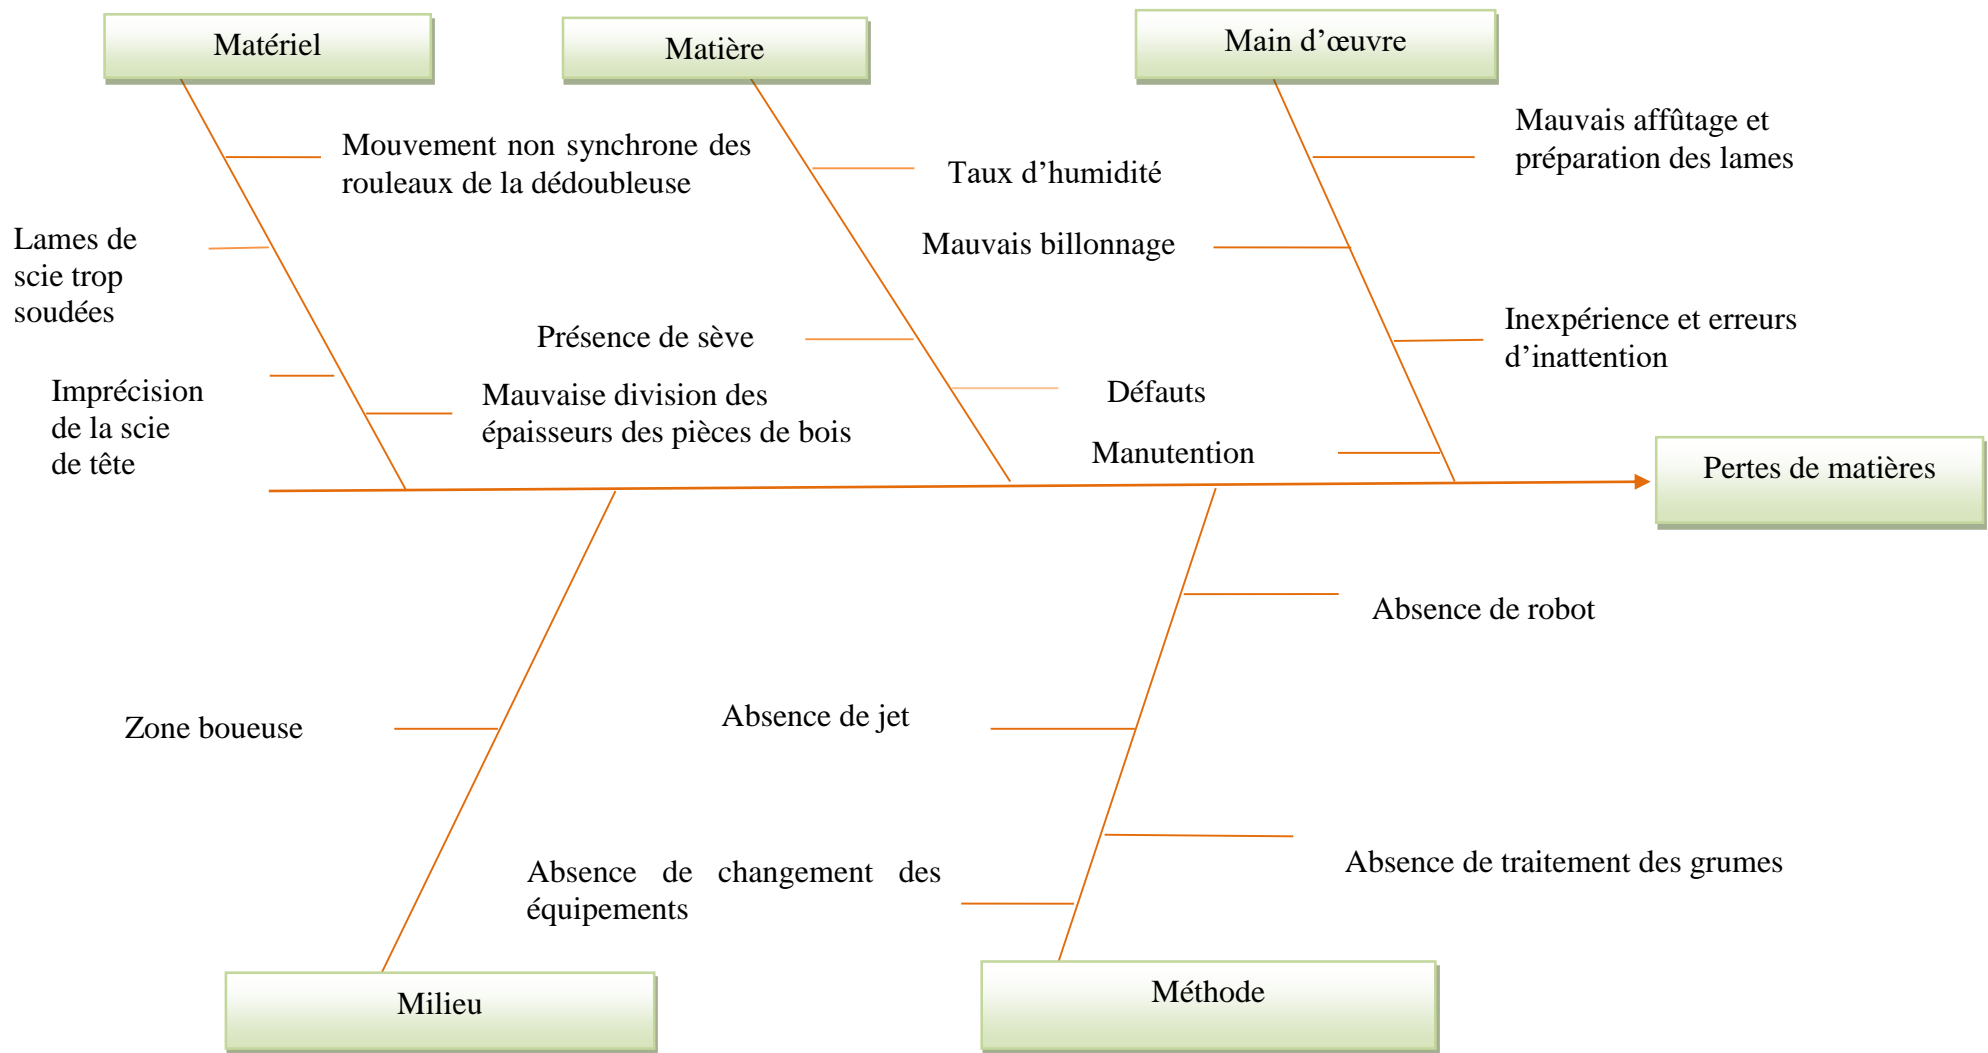 Matériel
Matière
Main d’œuvre
Mouvement non synchrone des
rouleaux de la dédoubleuse
Lames de
scie trop
soudées
Imprécision
de la scie
de tête
Mauvaise division des
épaisseurs des pièces de bois
Taux d’humidité
Présence de sève
Défauts
Mauvais affûtage et
préparation des lames
Mauvais billonnage
Inexpérience et erreurs
d’inattention
Manutention
Pertes de matières
Zone boueuse
Absence de robot
Absence de jet
Absence de traitement des grumes
Absence de changement des
équipements
Milieu
Méthode